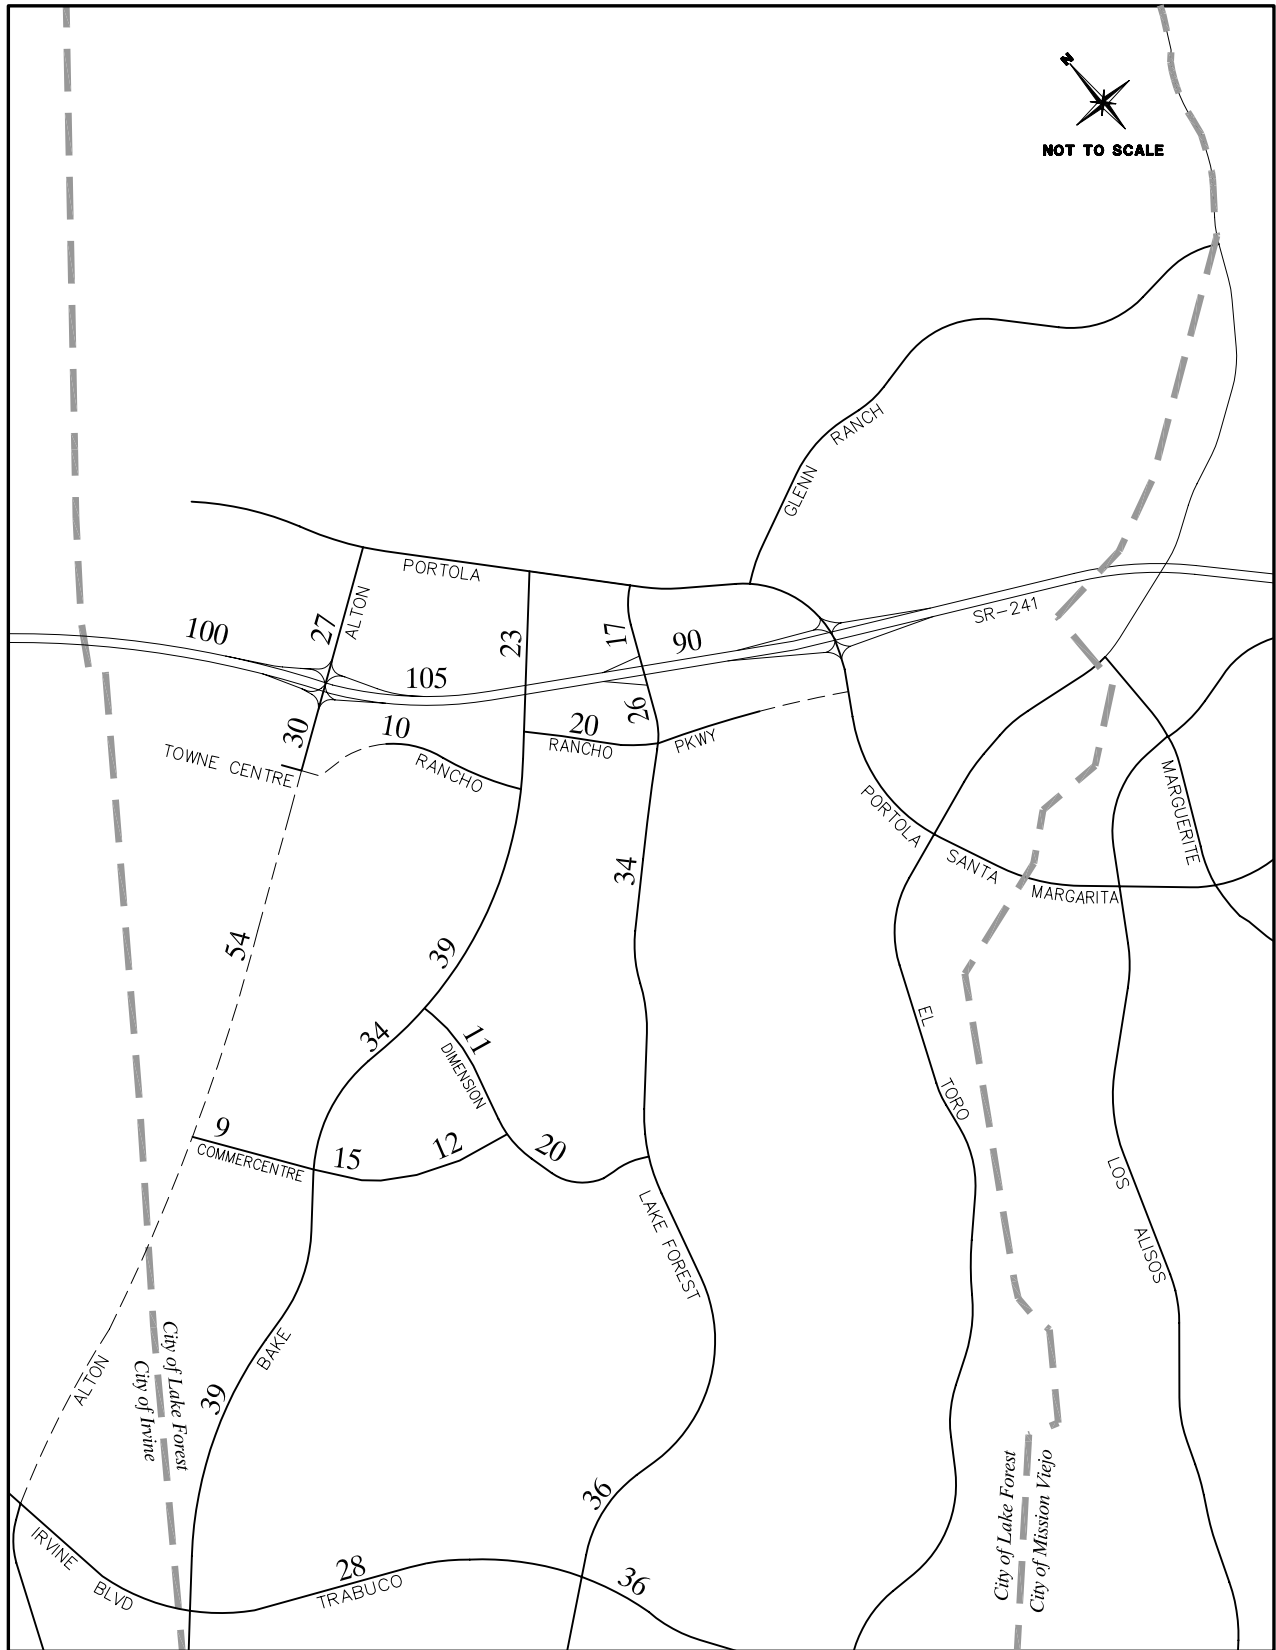 N
NOT TO SCALE
GLENN
RANCH
PORTOLA
ALTON
27
23
17
100
90
SR-241
105
30
10
20
26
TOWNE CENTRE
RANCHO
RANCHO
PKWY
PORTOLA
SANTA
MARGARITA
MARGUERITE
34
54
39
34
11
DIMENSION
EL
TORO
9
COMMERCENTRE
15
12
20
LAKE FOREST
LOS
ALISOS
ALTON
City of Lake Forest
City of Irvine
BAKE
39
36
City of Lake Forest
City of Mission Viejo
IRVINE
BLVD
28
TRABUCO
36